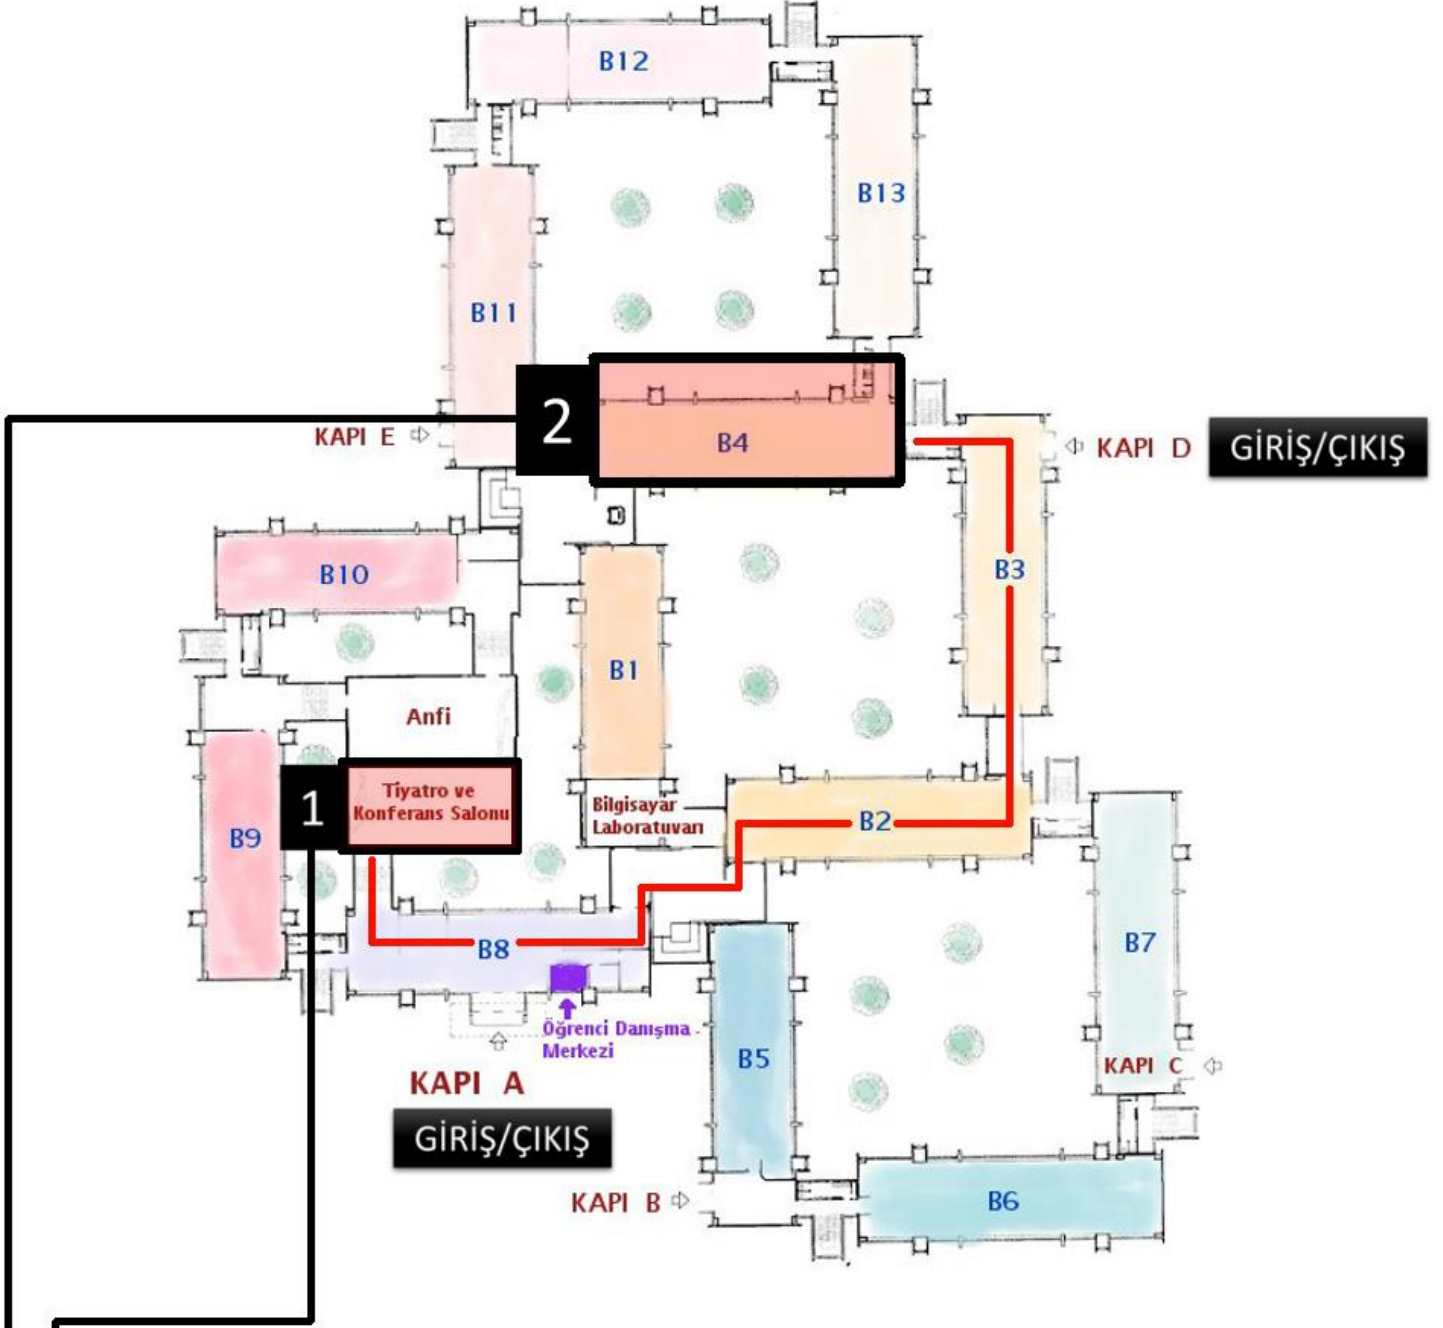 B12
B13
B11
2
B4
KAPI E
KAPI D
GİRİŞ/ÇIKIŞ
B10
B3
B1
Anfi
1
Tiyatro ve
Konferans Salonu
Bilgisayar
Laboratuvarı
B2
B9
B8
B7
Öğrenci Danışma
Merkezi
B5
KAPI C
KAPI A
GİRİŞ/ÇIKIŞ
KAPI B
B6